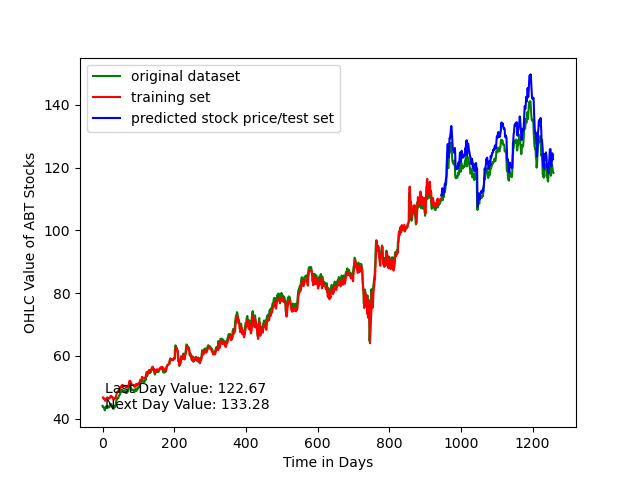 original dataset
training set
predicted stock price/test set
OHLC Value of ABT Stocks
140
120
100
80
60
40
Last Day Value: 122.67
Next Day Value: 133.28
0
200
400
600
800
1000
1200
Time in Days